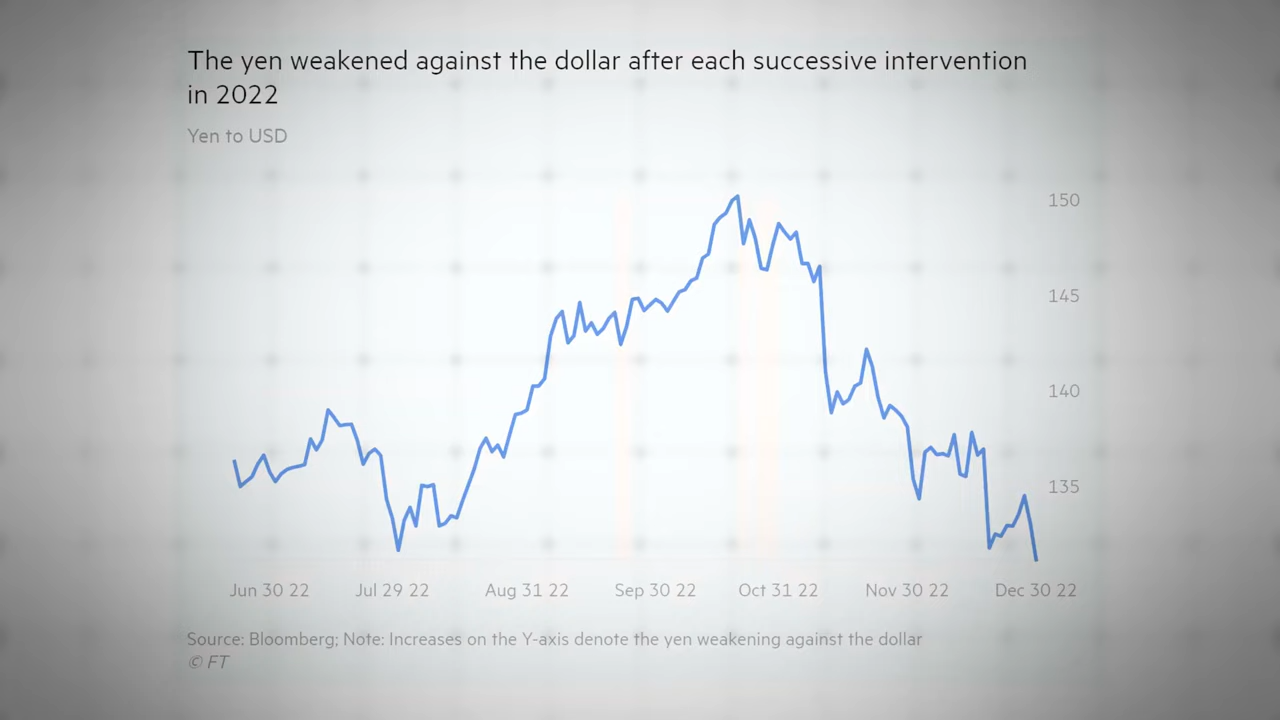 The yen weakened against the dollar after each successive intervention
in 2022
Yen to USD
150
145
140
135
Jun 30 22 Jul 29 22 Aug 31 22 Sep 30 22 Oct 31 22 Nov 30 22 Dec 30 22
Source: Bloomberg; Note: Increases on the Y-axis denote the yen weakening against the dollar
© FT